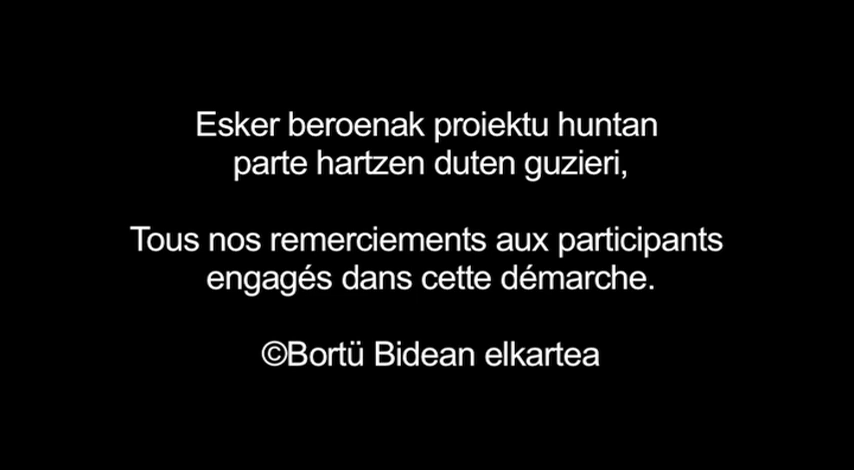 Esker beroenak proiektu huntan
parte hartzen duten guzieri,
Tous nos remerciements aux participants
engagés dans cette démarche.
©Bortü Bidean elkartea